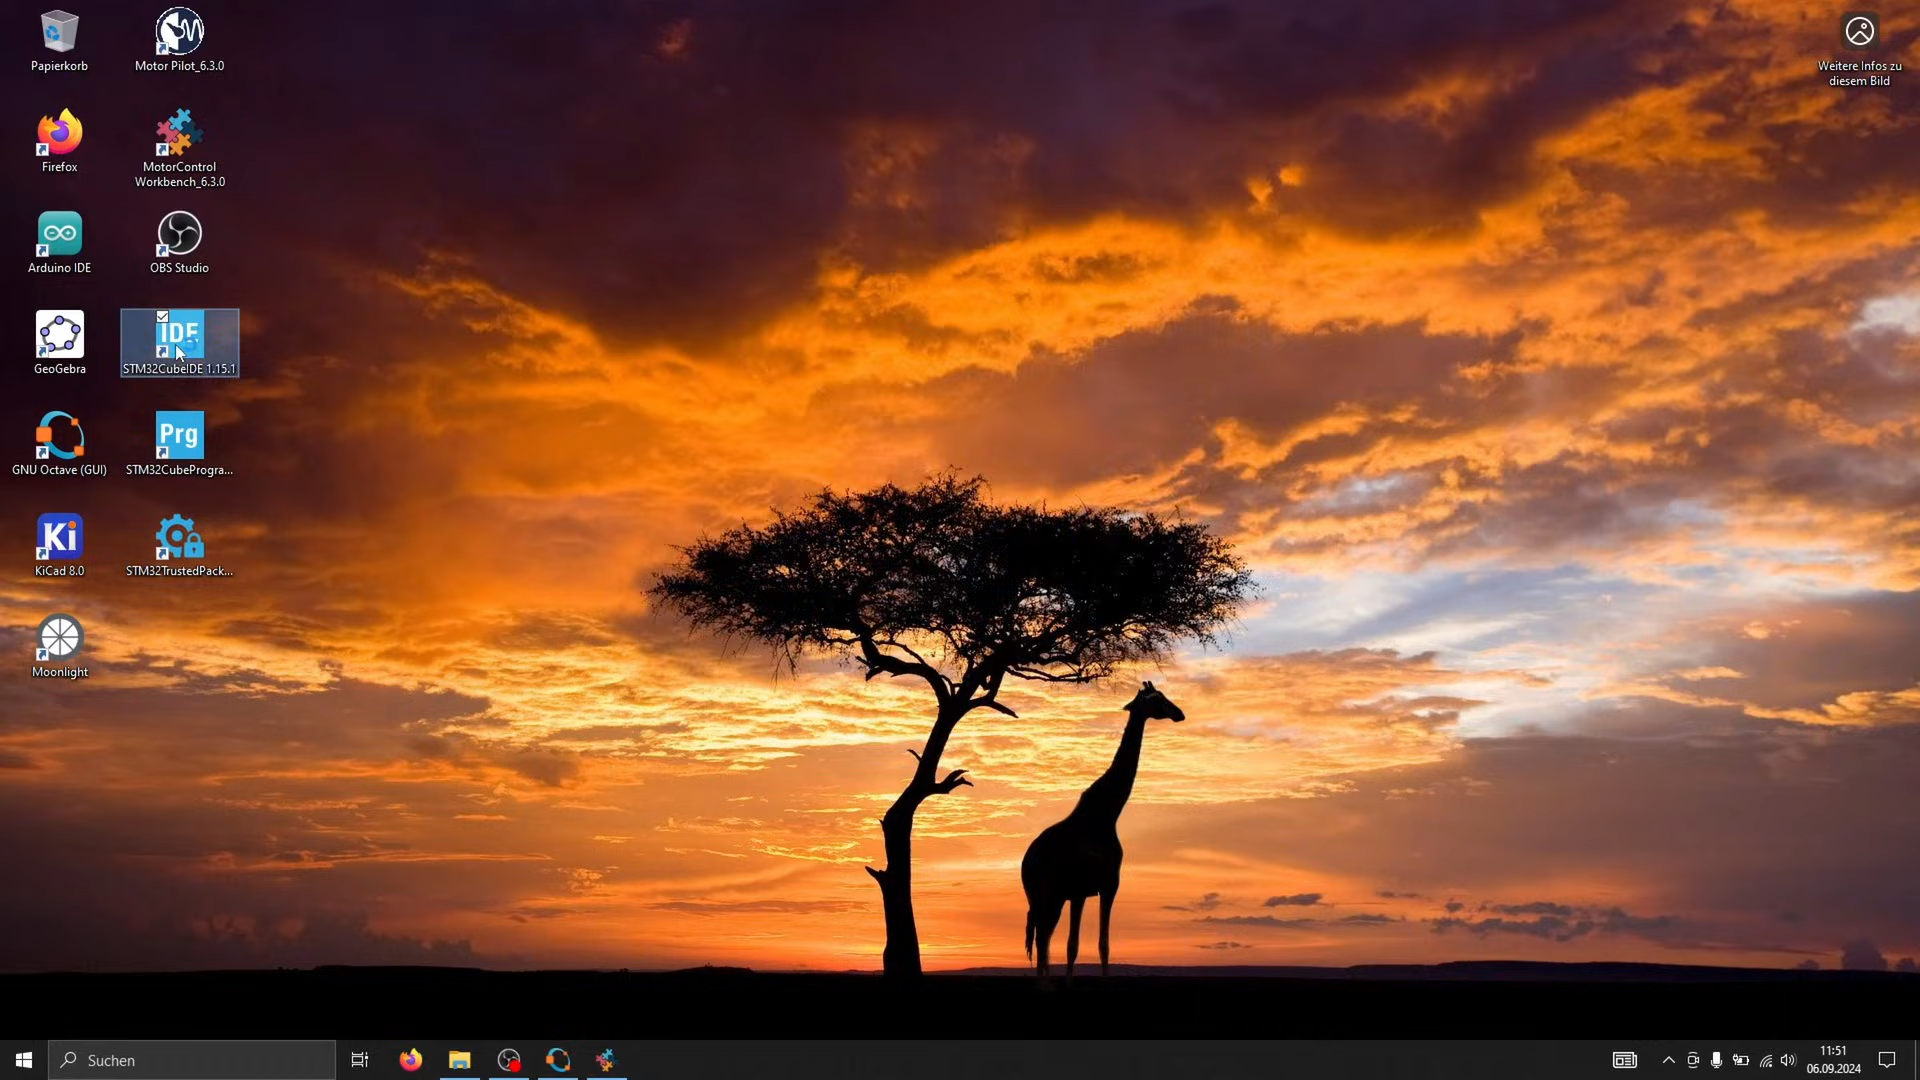 Papierkorb
Motor Pilot_6.3.0
Weitere Infos zu
diesem Bild
Firefox
MotorControl
Workbench_6.3.0
Arduino IDE
OBS Studio
IDE
GeoGebra
STM32CubeIDE 1.15.1
Prg
GNU Octave (GUI)
STM32CubeProgra...
Ki
KiCad 8.0
STM32TrustedPack...
Moonlight
Suchen
11:51
06.09.2024